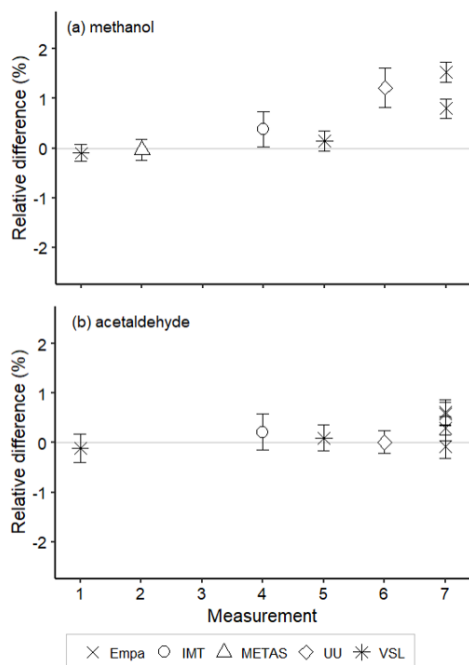 (a) methanol
2
1
0
-1
-2
Relative difference (%)
(b) acetaldehyde
2
1
0
-1
-2
Relative difference (%)
1 2 3 4 5 6 7
Measurement
Empa IMT METAS UU VSL